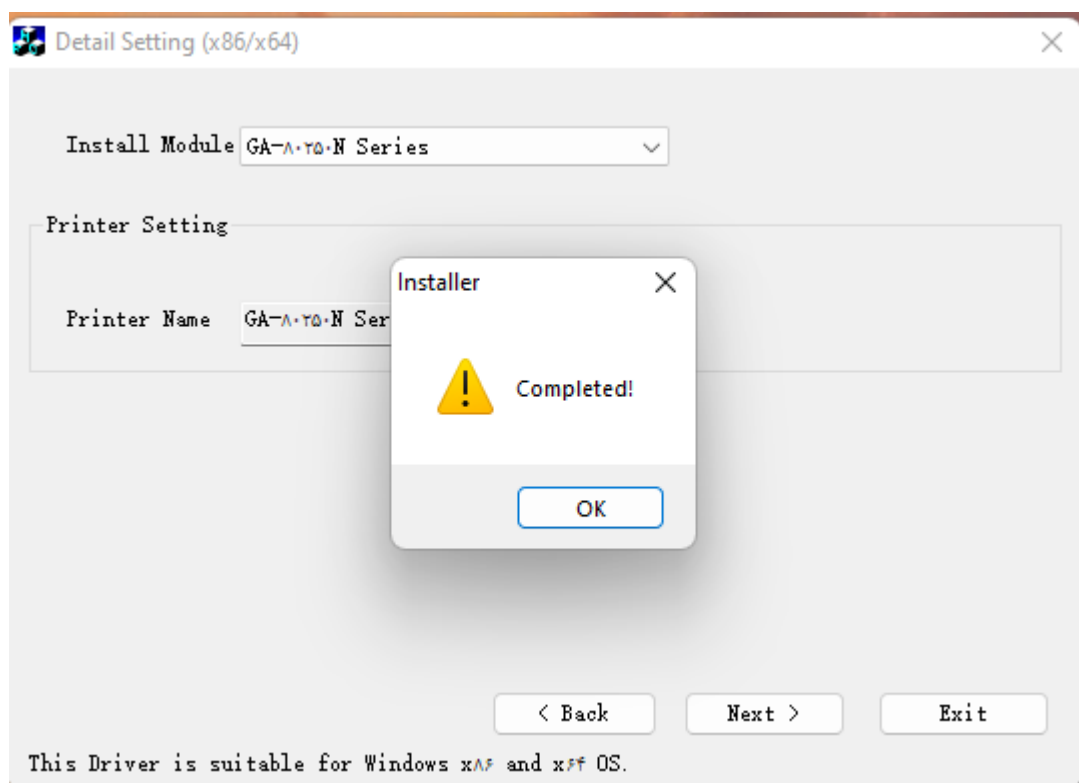 Detail Setting (x86/x64)
Install Module GA-۸۰۲۵۰N Series
Printer Setting
Installer
Printer Name GA-۸۰۲۵۰N Ser
Completed!
OK
< Back Next > Exit
This Driver is suitable for Windows x۸۶ and x۶۴ OS.